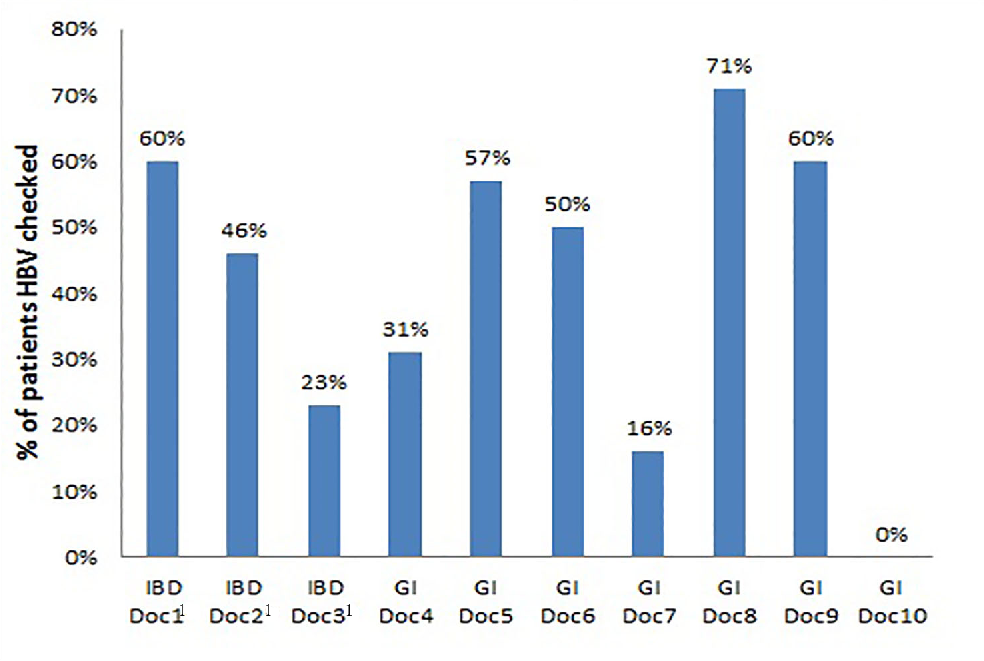 80%
70%
60%
50%
40%
30%
20%
10%
0%
% of patients HBV checked
60%
46%
23%
31%
57%
50%
16%
71%
60%
0%
IBD Doc1¹
IBD Doc2¹
IBD Doc3¹
GI Doc4
GI Doc5
GI Doc6
GI Doc7
GI Doc8
GI Doc9
GI Doc10